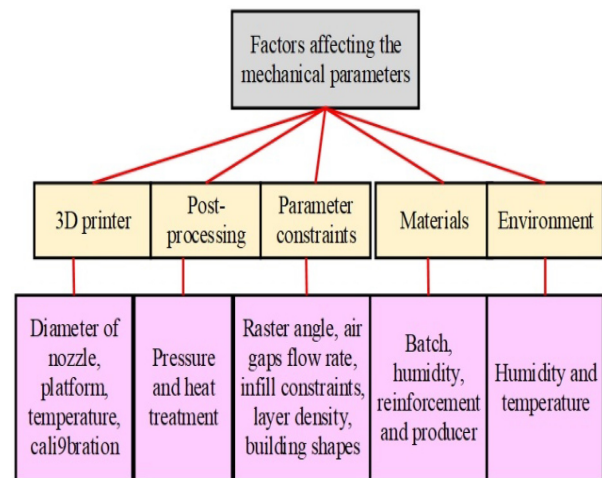 Factors affecting the
mechanical parameters
3D printer
Post-
processing
Parameter
constraints
Materials
Environment
Diameter of
nozzle,
platform,
temperature,
cali9bration
Pressure
and heat
treatment
Raster angle, air
gaps flow rate,
infill constraints,
layer density,
building shapes
Batch,
humidity,
reinforcement
and producer
Humidity and
temperature